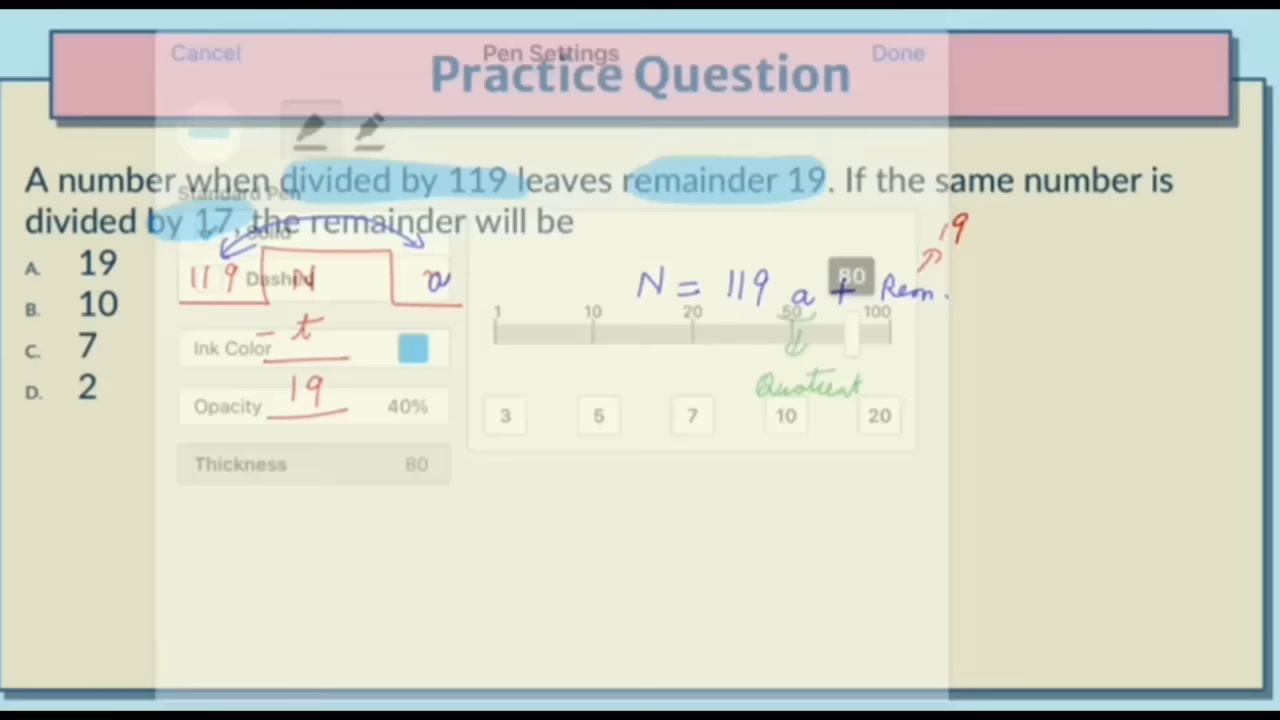 Cancel Pen Settings Done
Practice Question
A number when divided by 119 leaves remainder 19. If the same number is
Standard Pen
divided by 17, the remainder will be
Solid
19
A. 19
119 N a
Dashed
N = 119 a + Rem.
80
B. 10
1 10 20 50 100
- t
C. 7
Ink Color
Quotient
D. 2
19
Opacity 40%
3 5 7 10 20
Thickness 80